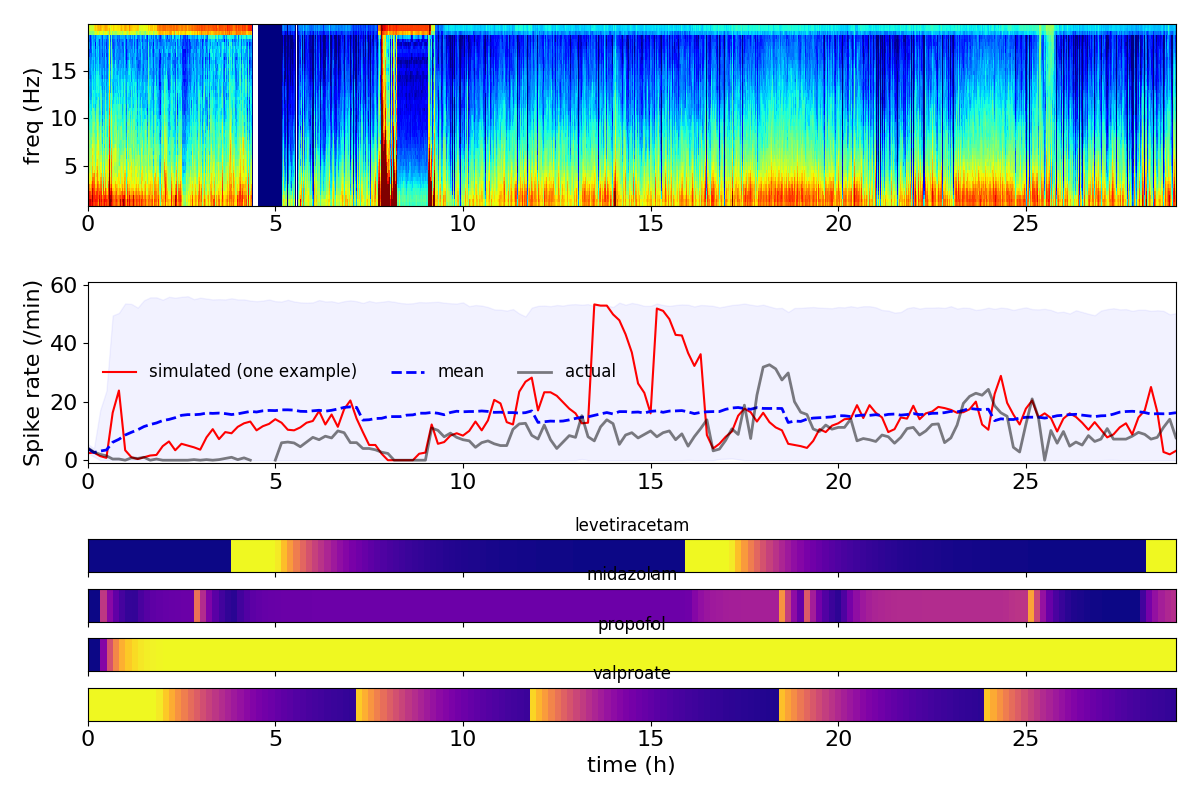 freq (Hz)
15
10
5
0 5 10 15 20 25
Spike rate (/min)
60
40
20
0
simulated (one example) mean actual
0 5 10 15 20 25
levetiracetam
midazolam
propofol
valproate
0 5 10 15 20 25
time (h)